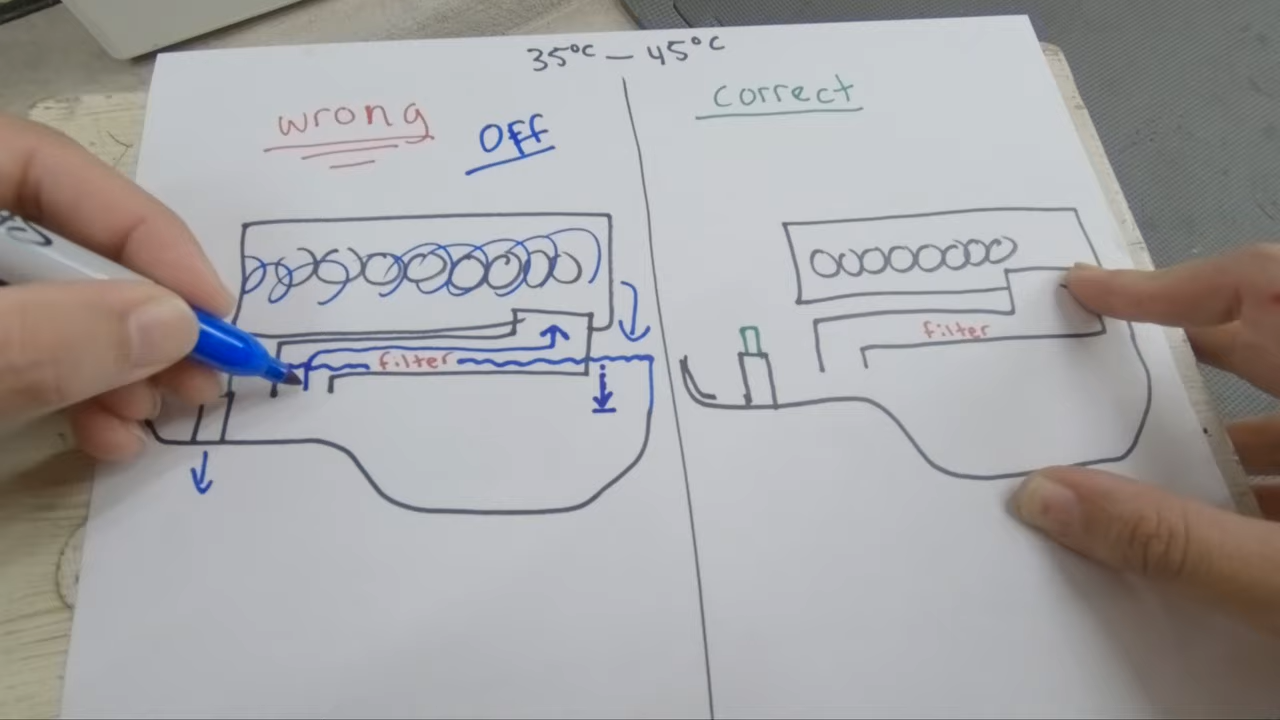 35°C — 45°C
wrong
OFF
correct
filter
filter